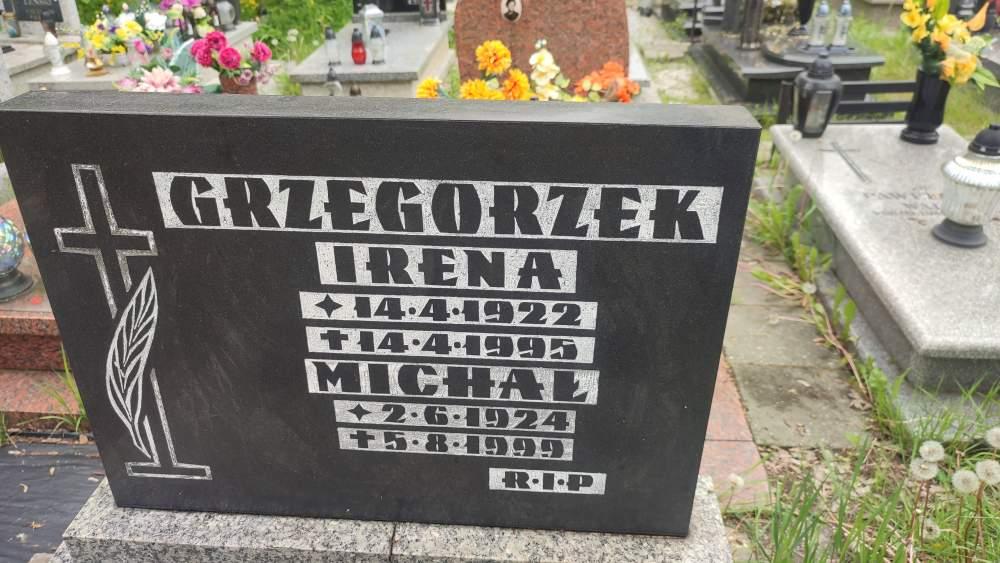 GRZEGORZEK
IRENA
✦ 14·4·1922
✝ 14·4·1995
MICHAŁ
✦ 2·6·1924
✝ 5·8·1999
R·I·P